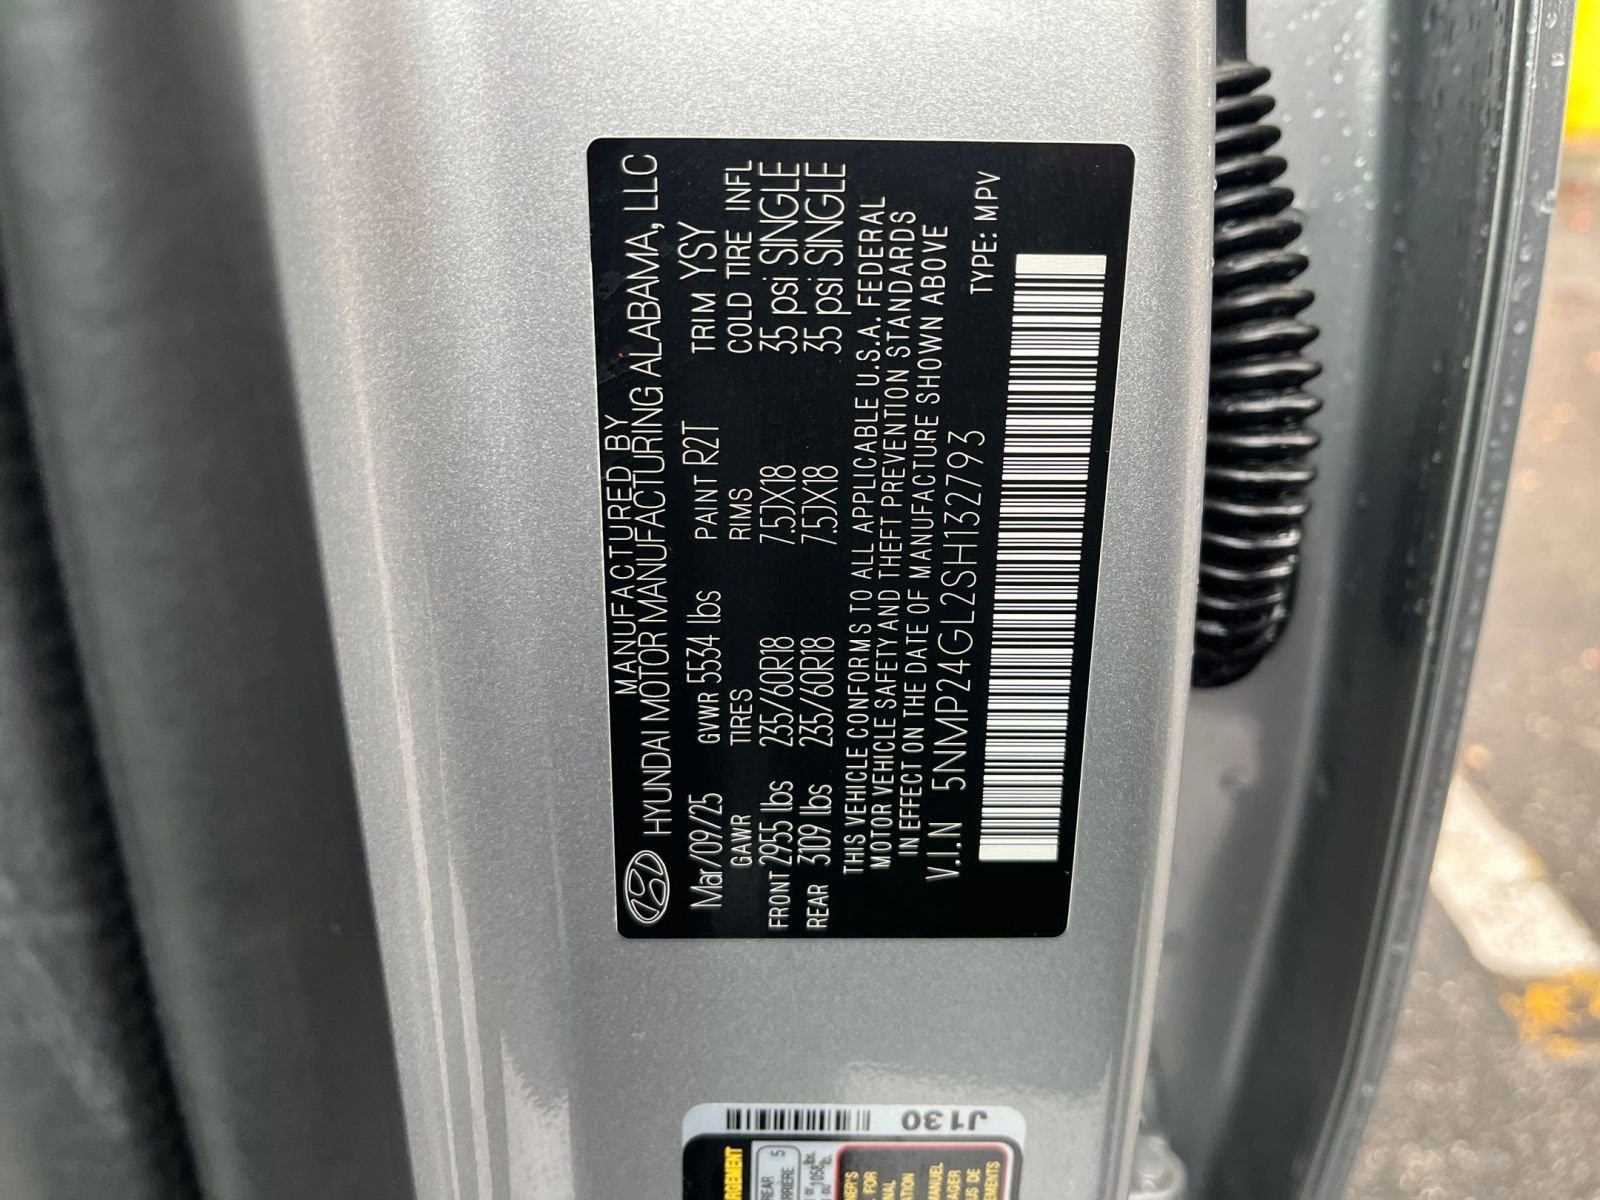 MANUFACTURED BY
HYUNDAI MOTOR MANUFACTURING ALABAMA, LLC
Mar/09/25 GVWR 5534 lbs PAINT R2T TRIM YSY
GAWR TIRES RIMS COLD TIRE INFL
FRONT 2955 lbs 235/60R18 7.5JX18 35 psi SINGLE
REAR 3109 lbs 235/60R18 7.5JX18 35 psi SINGLE
THIS VEHICLE CONFORMS TO ALL APPLICABLE U.S.A. FEDERAL
MOTOR VEHICLE SAFETY AND THEFT PREVENTION STANDARDS
IN EFFECT ON THE DATE OF MANUFACTURE SHOWN ABOVE
V.I.N 5NMP24GL2SH132793
TYPE: MPV
J130
REAR 5